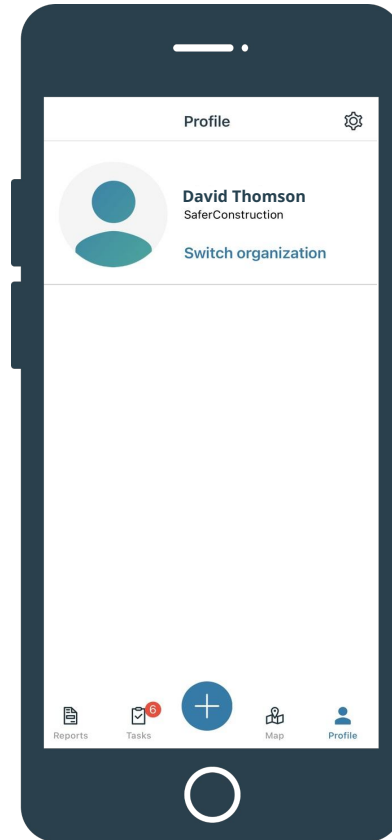 Profile
David Thomson
SaferConstruction
Switch organization
6
Reports
Tasks
Map
Profile